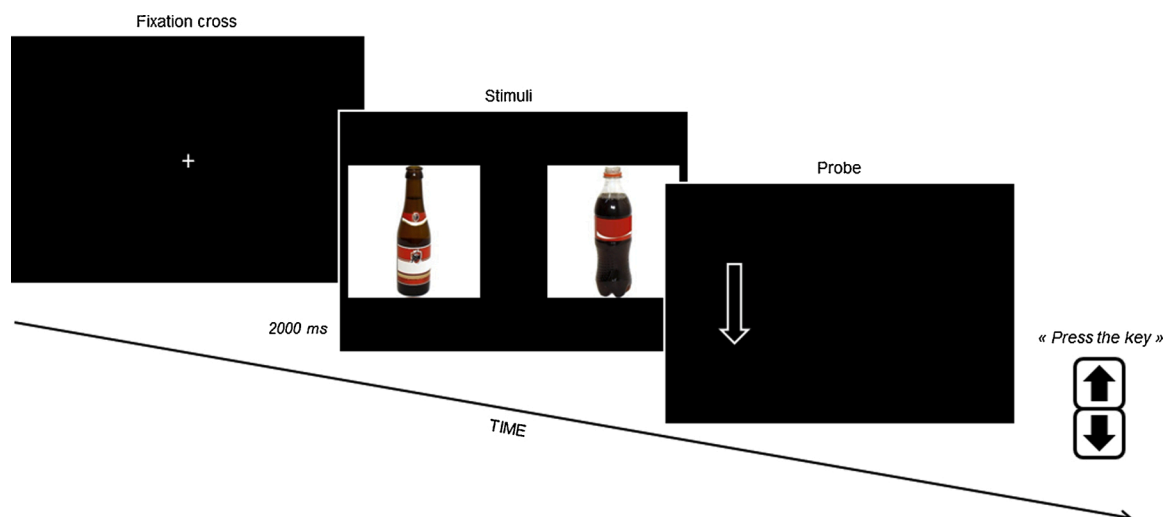 Fixation cross
Stimuli
Probe
2000 ms
« Press the key »
TIME